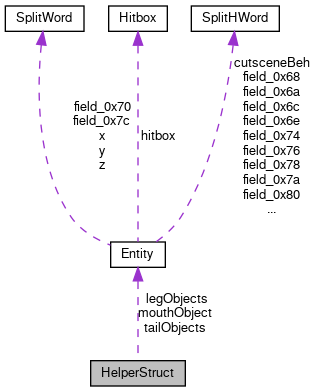 SplitWord
Hitbox
SplitHWord
field_0x70
field_0x7c
x
y
z
hitbox
cutsceneBeh
field_0x68
field_0x6a
field_0x6c
field_0x6e
field_0x74
field_0x76
field_0x78
field_0x7a
field_0x80
...
Entity
legObjects
mouthObject
tailObjects
HelperStruct